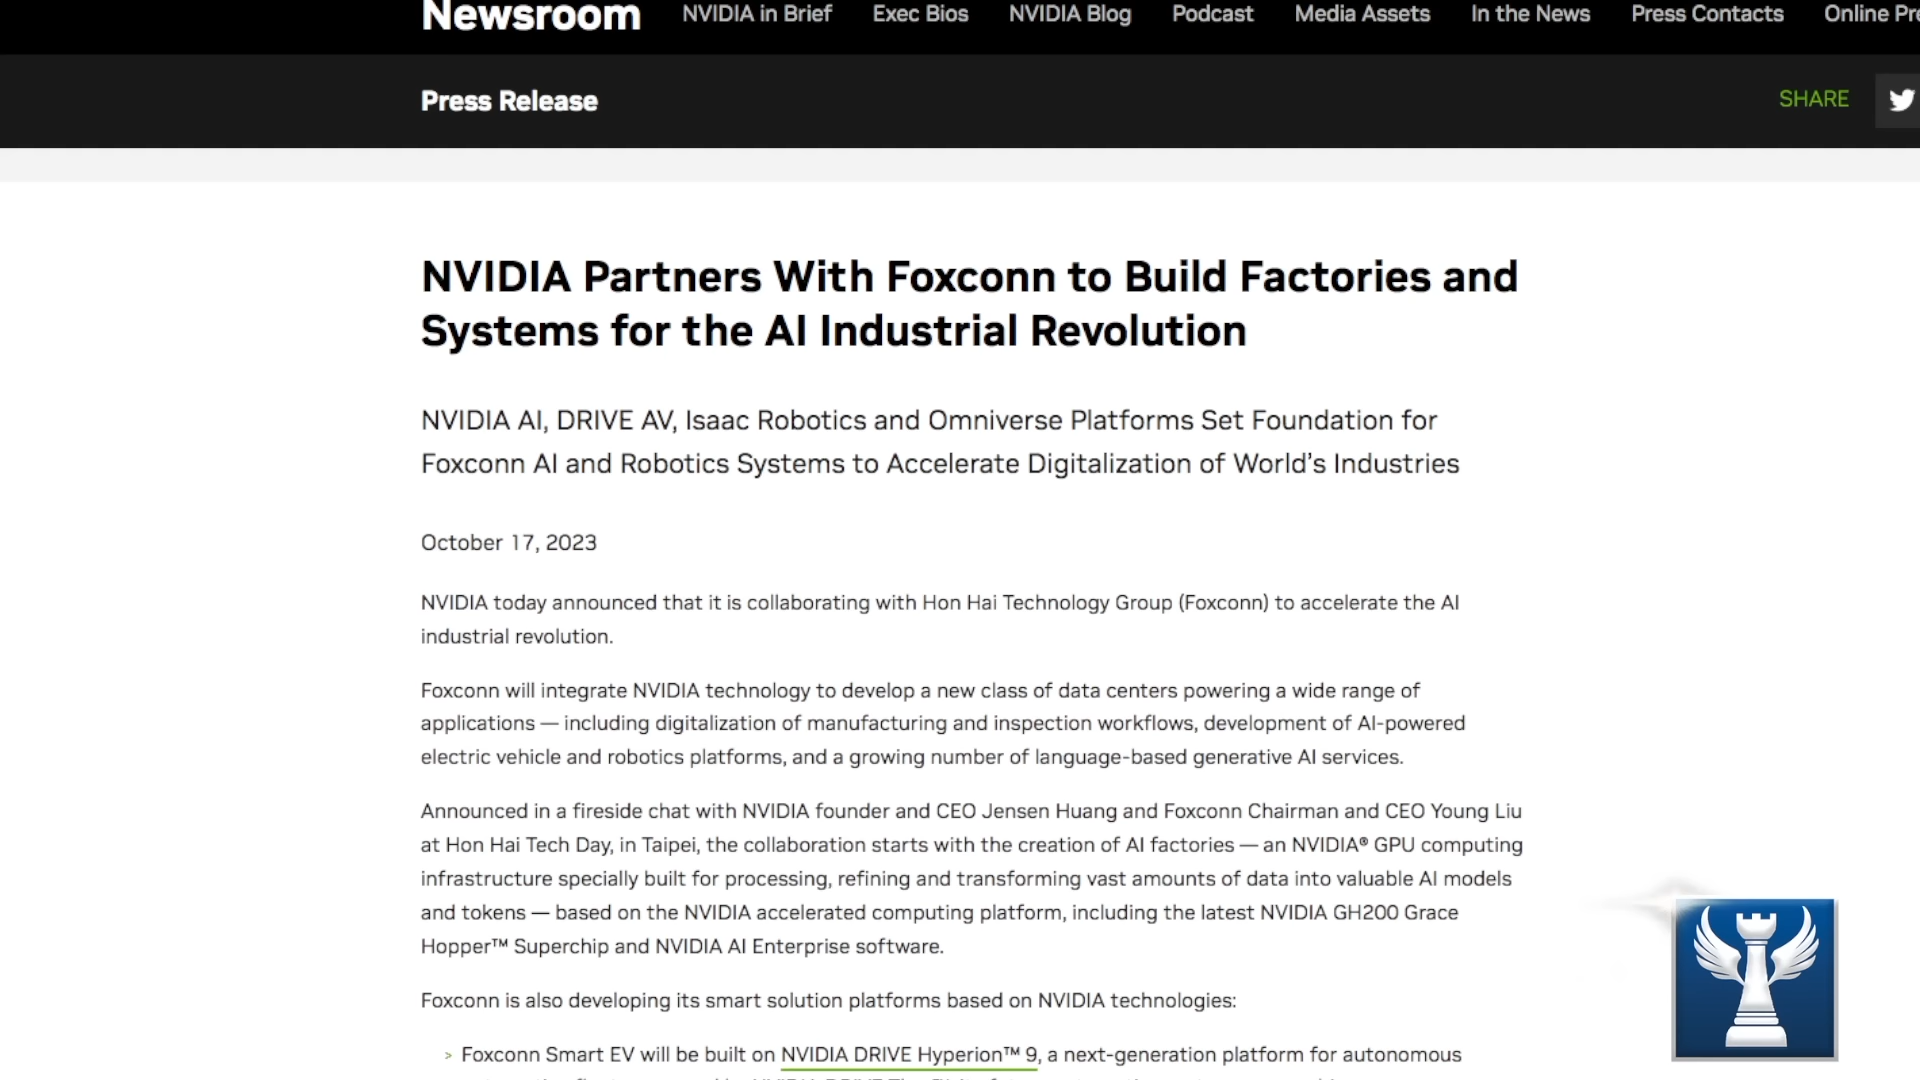 Newsroom
NVIDIA in Brief
Exec Bios
NVIDIA Blog
Podcast
Media Assets
In the News
Press Contacts
Online
Press Release
SHARE
NVIDIA Partners With Foxconn to Build Factories and
Systems for the AI Industrial Revolution
NVIDIA AI, DRIVE AV, Isaac Robotics and Omniverse Platforms Set Foundation for
Foxconn AI and Robotics Systems to Accelerate Digitalization of World’s Industries
October 17, 2023
NVIDIA today announced that it is collaborating with Hon Hai Technology Group (Foxconn) to accelerate the AI
industrial revolution.
Foxconn will integrate NVIDIA technology to develop a new class of data centers powering a wide range of
applications — including digitalization of manufacturing and inspection workflows, development of AI-powered
electric vehicle and robotics platforms, and a growing number of language-based generative AI services.
Announced in a fireside chat with NVIDIA founder and CEO Jensen Huang and Foxconn Chairman and CEO Young Liu
at Hon Hai Tech Day, in Taipei, the collaboration starts with the creation of AI factories — an NVIDIA® GPU computing
infrastructure specially built for processing, refining and transforming vast amounts of data into valuable AI models
and tokens — based on the NVIDIA accelerated computing platform, including the latest NVIDIA GH200 Grace
Hopper™ Superchip and NVIDIA AI Enterprise software.
Foxconn is also developing its smart solution platforms based on NVIDIA technologies:
> Foxconn Smart EV will be built on NVIDIA DRIVE Hyperion™ 9, a next-generation platform for autonomous